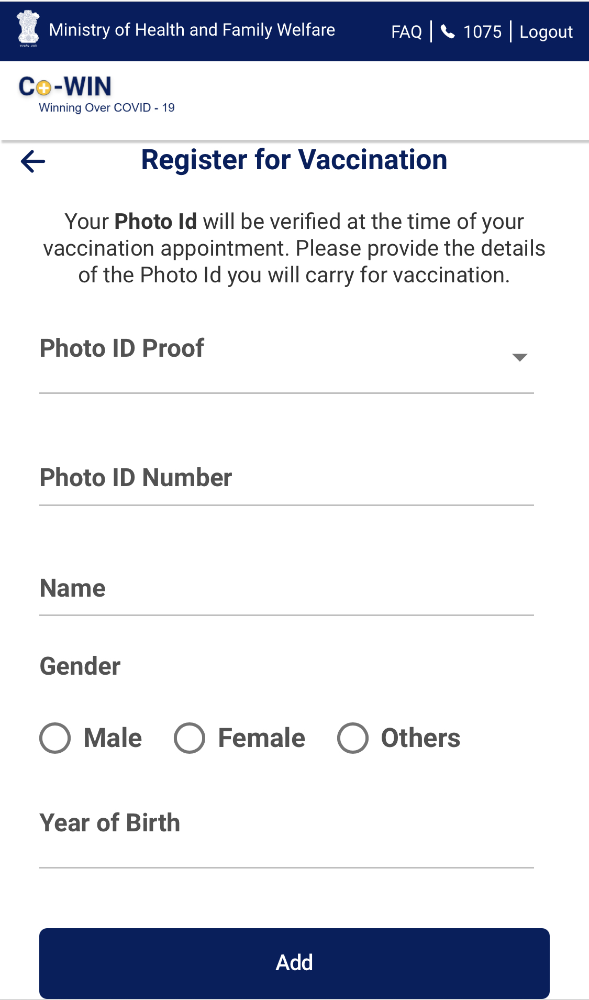 सत्यमेव जयते
Ministry of Health and Family Welfare
FAQ
1075
Logout
Co-WIN
Winning Over COVID - 19
Register for Vaccination
Your Photo Id will be verified at the time of your
vaccination appointment. Please provide the details
of the Photo Id you will carry for vaccination.
Photo ID Proof
Photo ID Number
Name
Gender
Male Female Others
Year of Birth
Add